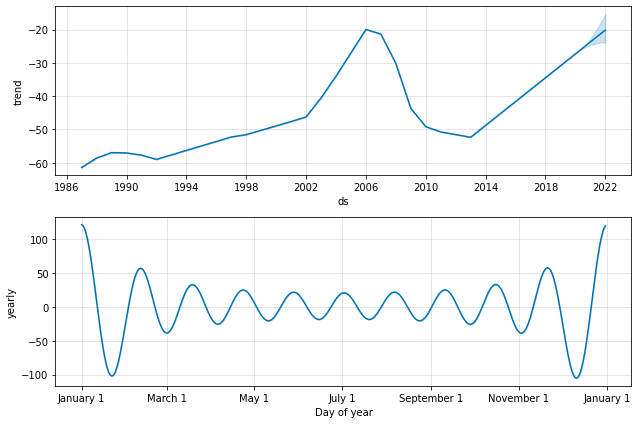 −20
−30
−40
−50
−60
trend
1986 1990 1994 1998 2002 2006 2010 2014 2018 2022
ds
100
50
0
−50
−100
yearly
January 1 March 1 May 1 July 1 September 1 November 1 January 1
Day of year